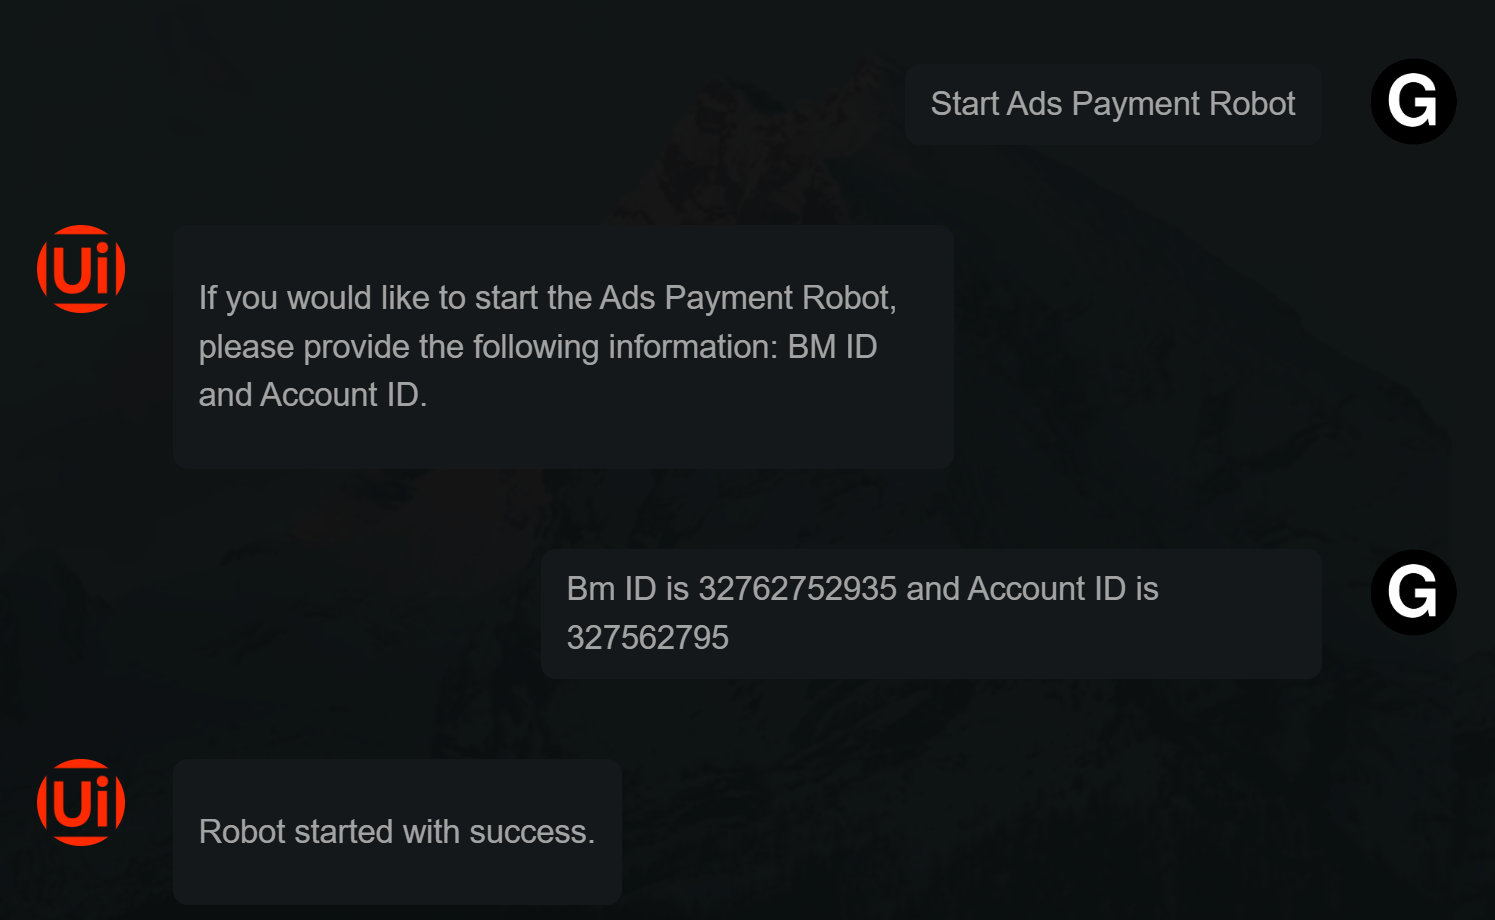 Start Ads Payment Robot
G
Ui
If you would like to start the Ads Payment Robot,
please provide the following information: BM ID
and Account ID.
Bm ID is 32762752935 and Account ID is
327562795
G
Ui
Robot started with success.